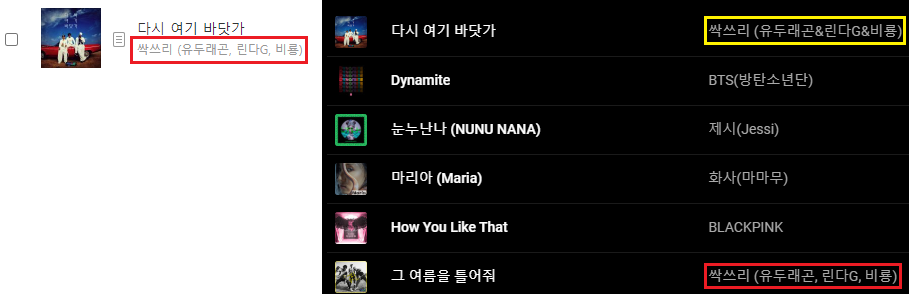 다시 여기 바닷가
싹쓰리 (유두래곤, 린다G, 비룡)
다시 여기 바닷가
싹쓰리 (유두래곤&린다G&비룡)
Dynamite
BTS(방탄소년단)
눈누난나 (NUNU NANA)
제시(Jessi)
마리아 (Maria)
화사(마마무)
How You Like That
BLACKPINK
그 여름을 틀어줘
싹쓰리 (유두래곤, 린다G, 비룡)